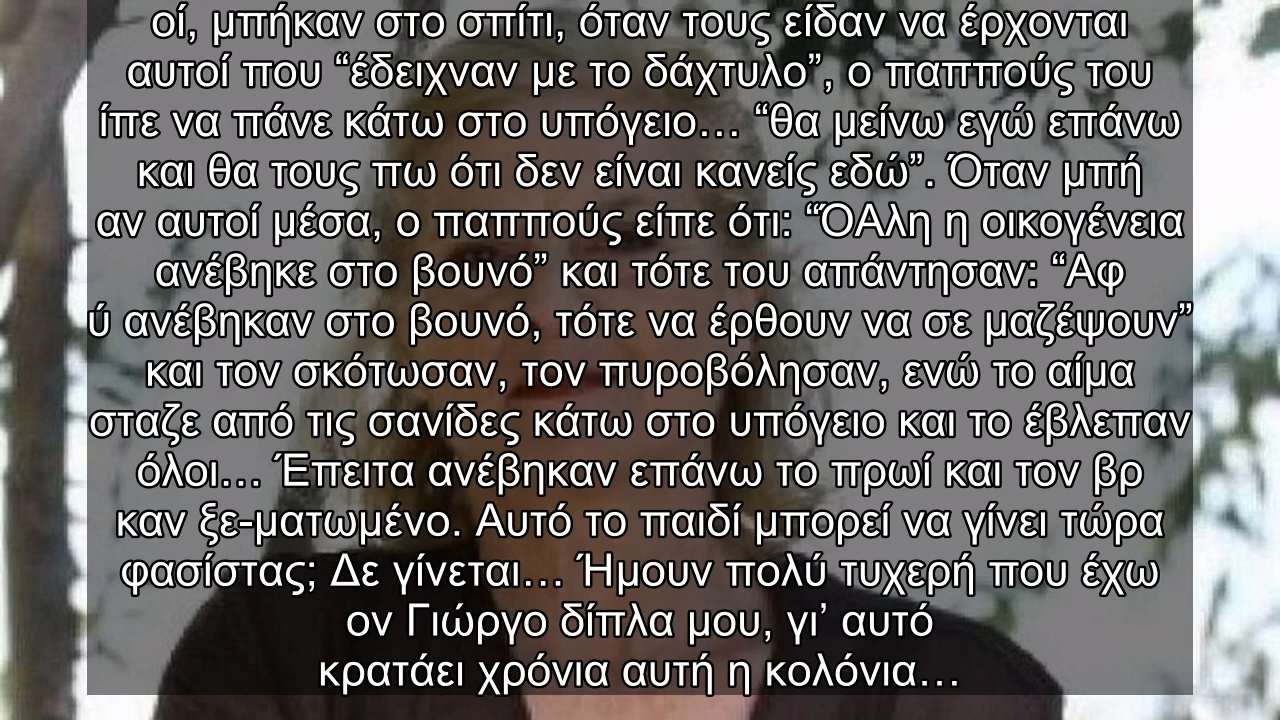 οί, μπήκαν στο σπίτι, όταν τους είδαν να έρχονται
αυτοί που “έδειχναν με το δάχτυλο”, ο παππούς του
ίπε να πάνε κάτω στο υπόγειο… “θα μείνω εγώ επάνω
και θα τους πω ότι δεν είναι κανείς εδώ”. Όταν μπή
αν αυτοί μέσα, ο παππούς είπε ότι: “ΌΑλη η οικογένεια
ανέβηκε στο βουνό” και τότε του απάντησαν: “Αφ
ύ ανέβηκαν στο βουνό, τότε να έρθουν να σε μαζέψουν”
και τον σκότωσαν, τον πυροβόλησαν, ενώ το αίμα
σταζε από τις σανίδες κάτω στο υπόγειο και το έβλεπαν
όλοι… Έπειτα ανέβηκαν επάνω το πρωί και τον βρ
καν ξε-ματωμένο. Αυτό το παιδί μπορεί να γίνει τώρα
φασίστας; Δε γίνεται… Ήμουν πολύ τυχερή που έχω
ον Γιώργο δίπλα μου, γι’ αυτό
κρατάει χρόνια αυτή η κολόνια…